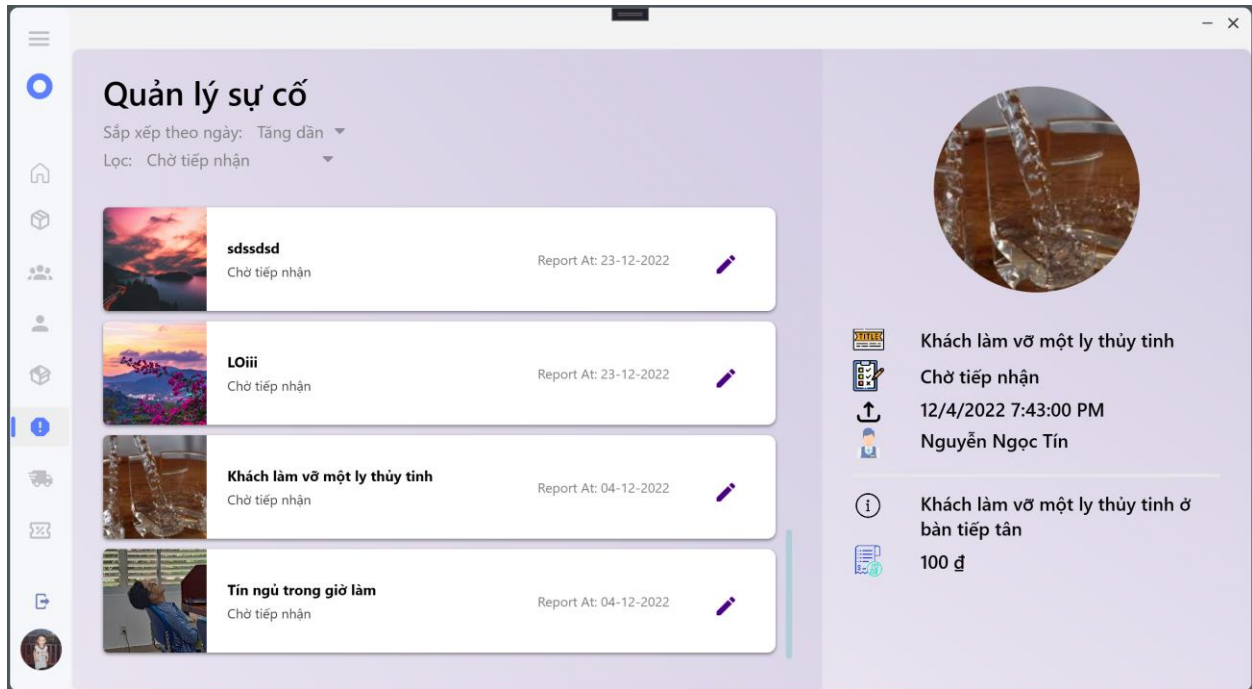 Quản lý sự cố
Sắp xếp theo ngày: Tăng dần
Lọc: Chờ tiếp nhận
sdssdsd
Chờ tiếp nhận
Report At: 23-12-2022
LOiii
Chờ tiếp nhận
Report At: 23-12-2022
Khách làm vỡ một ly thủy tinh
Chờ tiếp nhận
Report At: 04-12-2022
Tín ngủ trong giờ làm
Chờ tiếp nhận
Report At: 04-12-2022
TITLE
Khách làm vỡ một ly thủy tinh
Chờ tiếp nhận
12/4/2022 7:43:00 PM
Nguyễn Ngọc Tín
Khách làm vỡ một ly thủy tinh ở
bàn tiếp tân
100 ₫